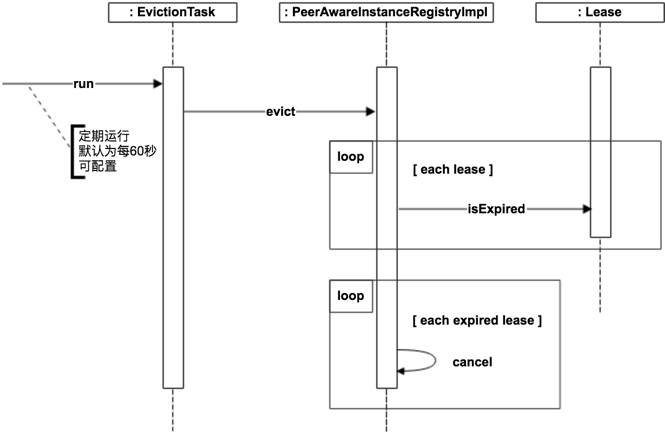 : EvictionTask
: PeerAwareInstanceRegistryImpl
: Lease
run
evict
定期运行
默认为每60秒
可配置
loop
[ each lease ]
isExpired
loop
[ each expired lease ]
cancel